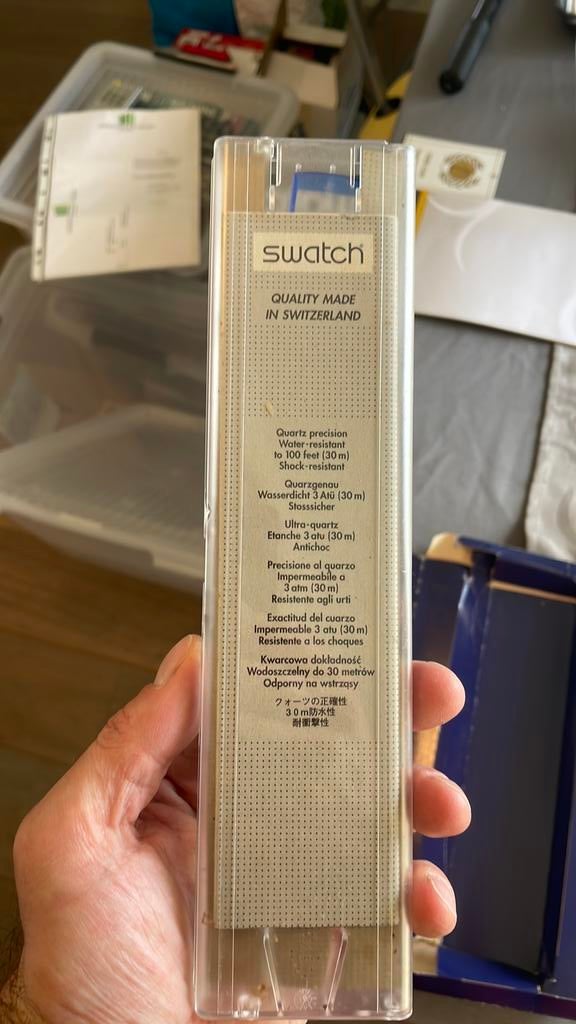 swatch
QUALITY MADE
IN SWITZERLAND
Quartz precision
Water-resistant
to 100 feet (30 m)
Shock-resistant
Quarzgenau
Wasserdicht 3 Atü (30 m)
Stosssicher
Ultra-quartz
Etanche 3 atu (30 m)
Antichoc
Precisione al quarzo
Impermeabile a
3 atm (30 m)
Resistente agli urti
Exactitud del cuarzo
Impermeable 3 atu (30 m)
Resistente a los choques
Kwarcowa dokładność
Wodoszczelny do 30 metrów
Odporny na wstrząsy
クォーツの正確性
30m防水性
耐衝撃性